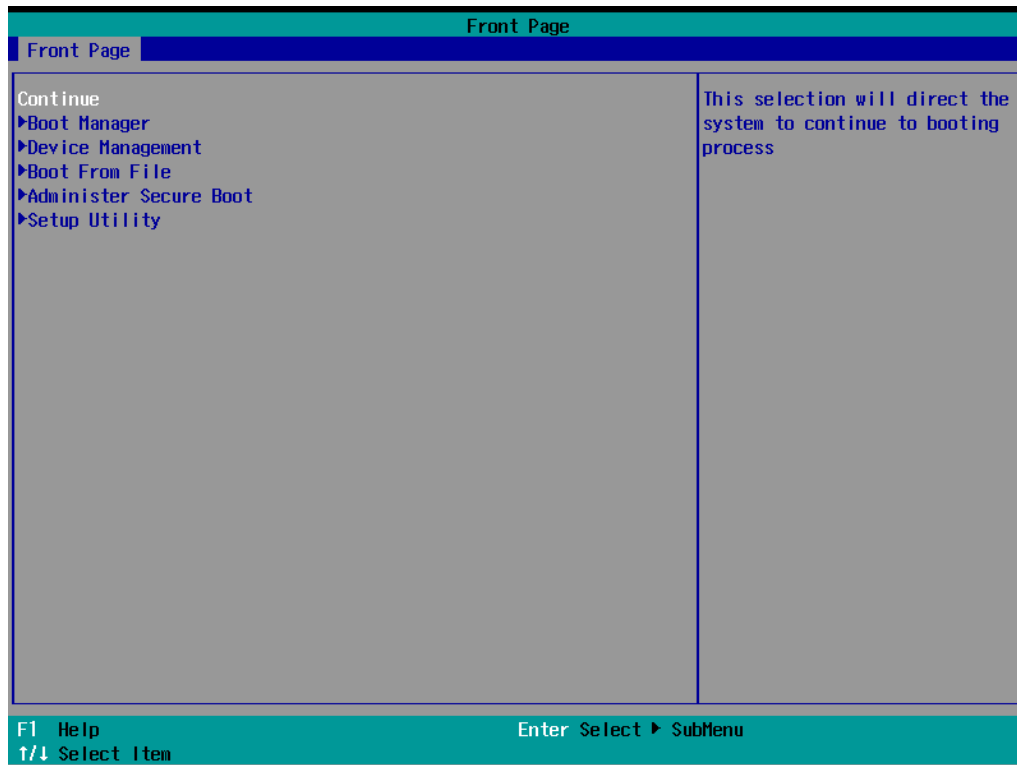 Front Page
Front Page
Continue
▶Boot Manager
▶Device Management
▶Boot From File
▶Administer Secure Boot
▶Setup Utility
This selection will direct the
system to continue to booting
process
F1 Help
↑/↓ Select Item
Enter Select ▶ SubMenu